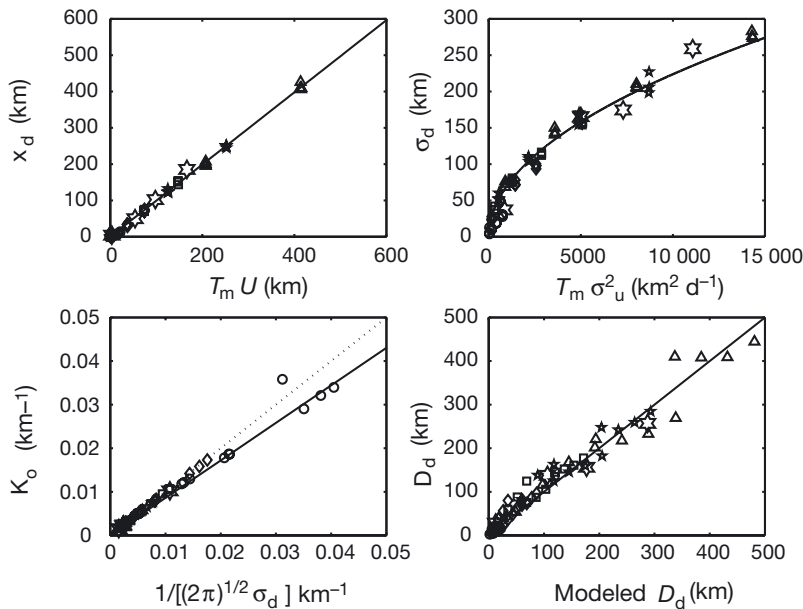 600
500
400
300
200
100
0
x_d (km)
0 200 400 600
T_m U (km)
300
250
200
150
100
50
0
σ_d (km)
0 5000 10 000 15 000
T_m σ²_u (km² d⁻¹)
0.05
0.04
0.03
0.02
0.01
0
K_o (km−1)
0 0.01 0.02 0.03 0.04 0.05
1/[(2π)^1/2 σ_d ] km⁻¹
500
400
300
200
100
0
D_d (km)
0 100 200 300 400 500
Modeled D_d (km)